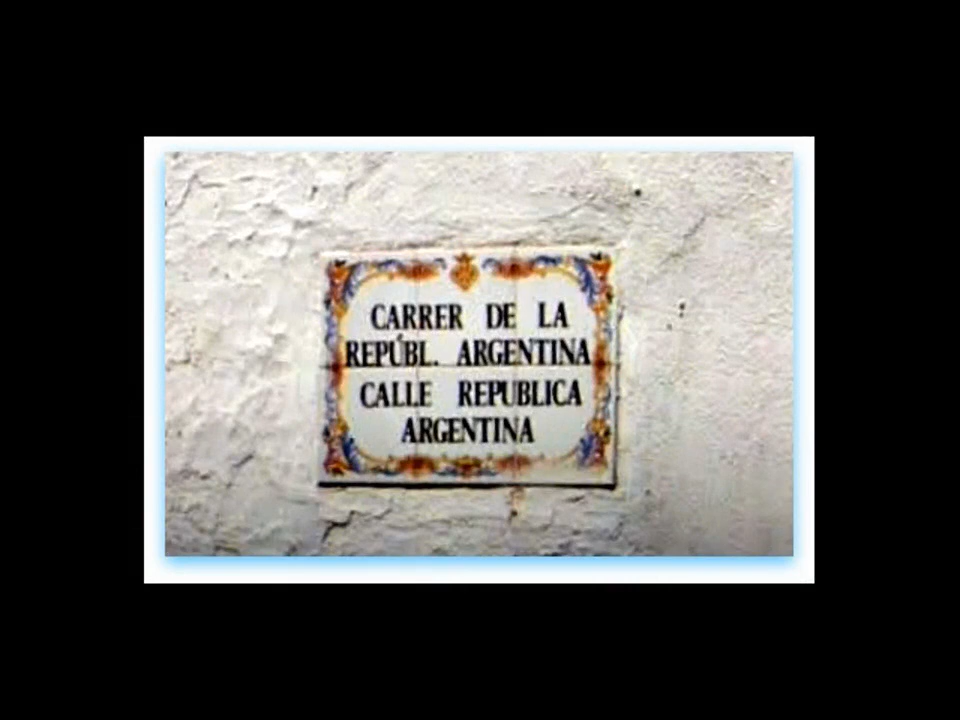 CARRER DE LA
REPÚBL. ARGENTINA
CALLE REPUBLICA
ARGENTINA